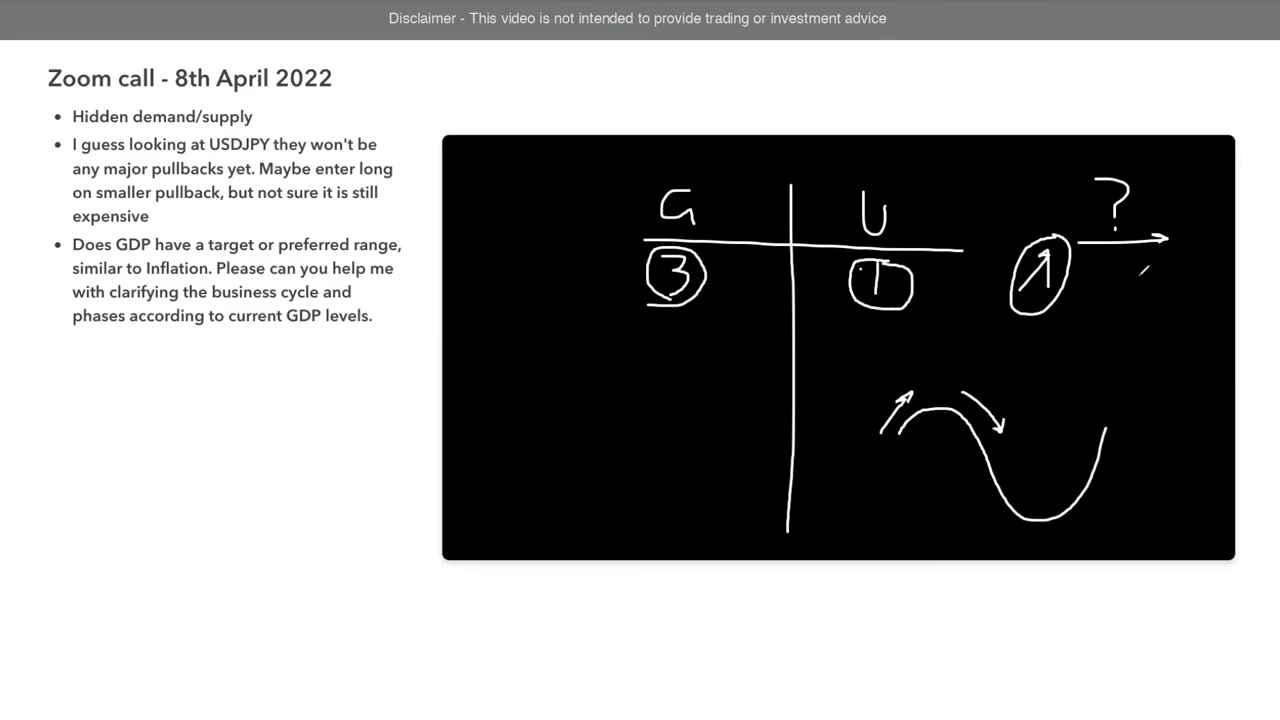 Disclaimer - This video is not intended to provide trading or investment advice
Zoom call - 8th April 2022
• Hidden demand/supply
• I guess looking at USDJPY they won't be
any major pullbacks yet. Maybe enter long
on smaller pullback, but not sure it is still
expensive
• Does GDP have a target or preferred range,
similar to Inflation. Please can you help me
with clarifying the business cycle and
phases according to current GDP levels.
G U ?
3 1